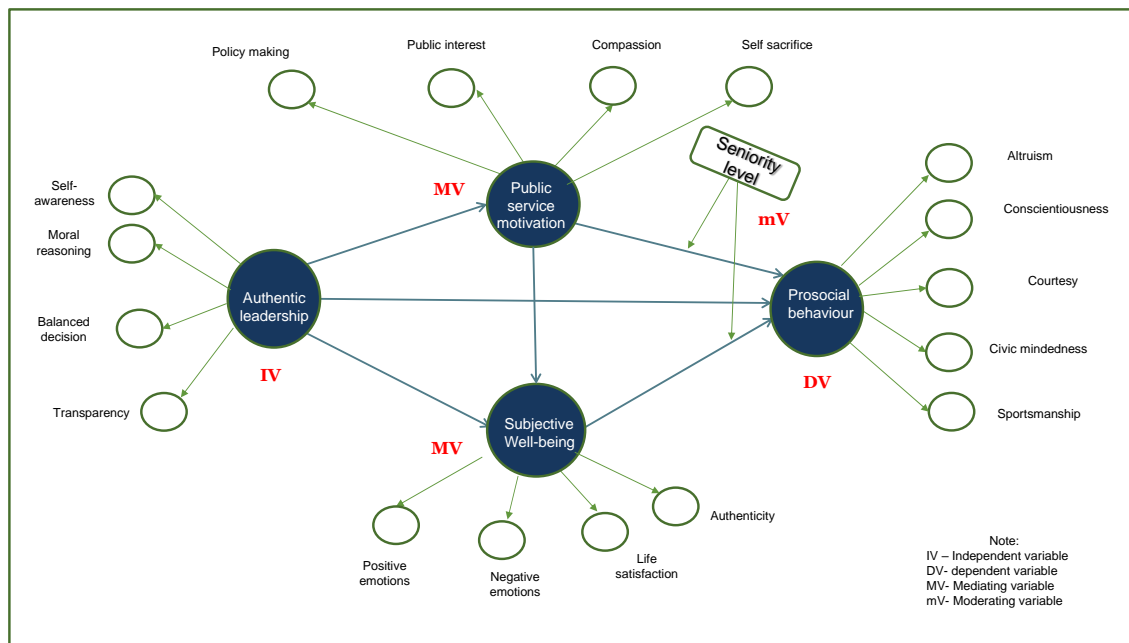 Policy making
Public interest
Compassion
Self sacrifice
Seniority
level
Self-
awareness
Moral
reasoning
Balanced
decision
Transparency
MV
Public
service
motivation
mV
Altruism
Conscientiousness
Courtesy
Civic mindedness
Sportsmanship
Authentic
leadership
IV
Prosocial
behaviour
DV
MV
Subjective
Well-being
Positive
emotions
Negative
emotions
Life
satisfaction
Authenticity
Note:
IV – Independent variable
DV- dependent variable
MV- Mediating variable
mV- Moderating variable